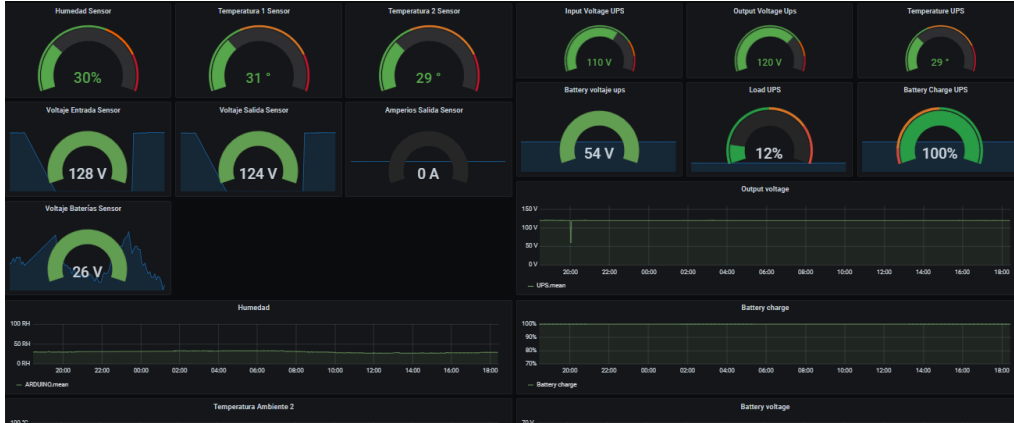 Humedad Sensor
30%
Temperatura 1 Sensor
31 °
Temperatura 2 Sensor
29 °
Input Voltage UPS
110 V
Output Voltage Ups
120 V
Temperature UPS
29 °
Voltaje Entrada Sensor
128 V
Voltaje Salida Sensor
124 V
Amperios Salida Sensor
0 A
Battery voltaje ups
54 V
Load UPS
12%
Battery Charge UPS
100%
Voltaje Baterías Sensor
26 V
Output voltage
150 V
100 V
50 V
0 V
20:00 22:00 00:00 02:00 04:00 06:00 08:00 10:00 12:00 14:00 16:00 18:00
UPS.mean
Humedad
100 RH
50 RH
0 RH
20:00 22:00 00:00 02:00 04:00 06:00 08:00 10:00 12:00 14:00 16:00 18:00
ARDUINO.mean
Battery charge
100%
90%
80%
70%
20:00 22:00 00:00 02:00 04:00 06:00 08:00 10:00 12:00 14:00 16:00 18:00
Battery charge
Temperatura Ambiente 2
100 °C
Battery voltage
70 V